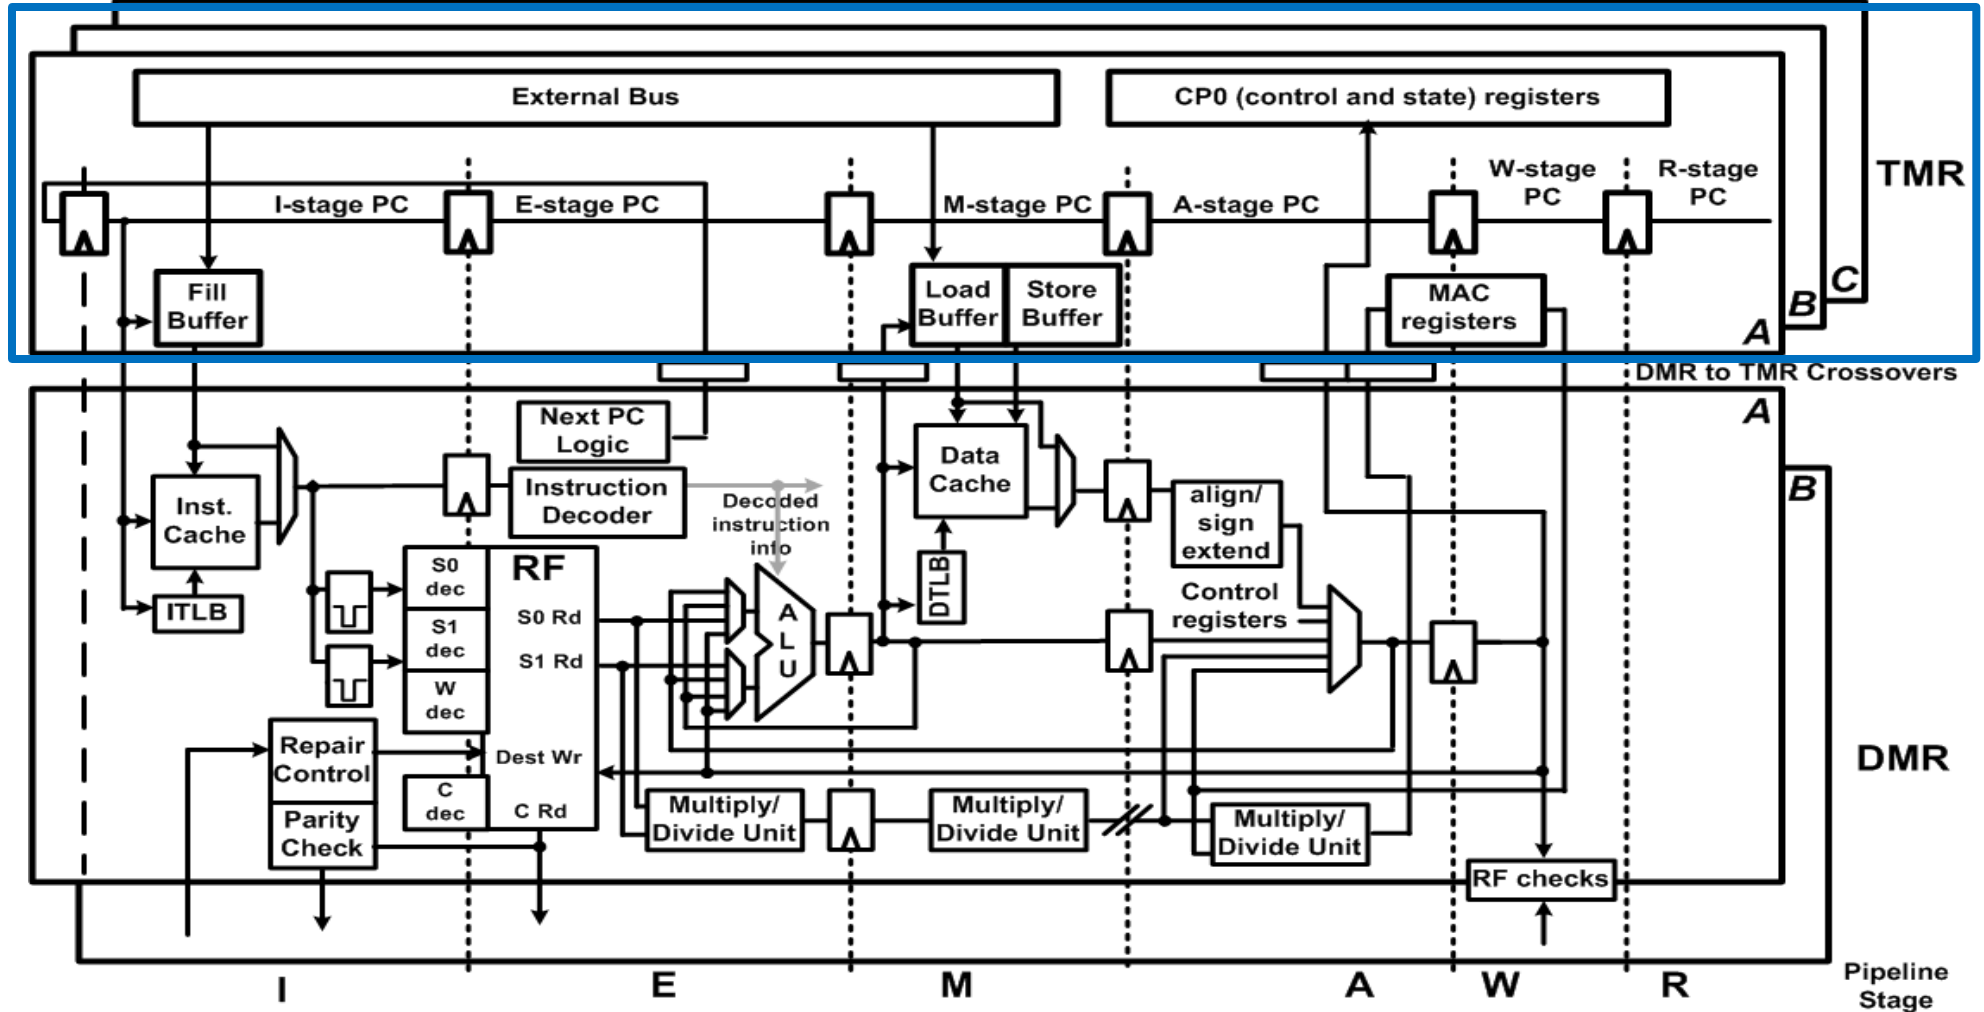 External Bus
CP0 (control and state) registers
TMR
I-stage PC
E-stage PC
M-stage PC
A-stage PC
W-stage
PC
R-stage
PC
Fill
Buffer
Load
Buffer
Store
Buffer
MAC
registers
A
B
C
DMR to TMR Crossovers
A
B
Next PC
Logic
Inst.
Cache
ITLB
Instruction
Decoder
Decoded
instruction
info
Data
Cache
DTLB
align/
sign
extend
Control
registers
S0
dec
S1
dec
W
dec
RF
S0 Rd
S1 Rd
Dest Wr
C Rd
C
dec
A
L
U
Repair
Control
Parity
Check
Multiply/
Divide Unit
Multiply/
Divide Unit
Multiply/
Divide Unit
RF checks
DMR
I
E
M
A
W
R
Pipeline
Stage